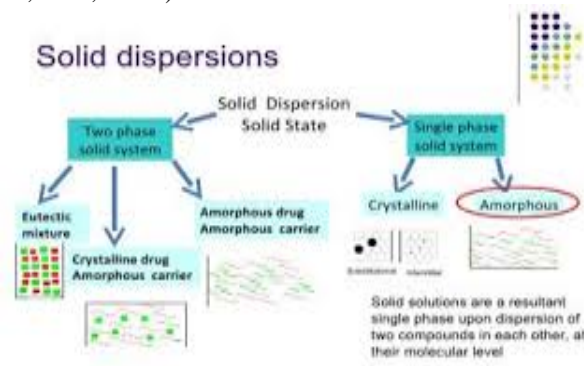 Solid dispersions
Solid Dispersion
Solid State
Two phase
solid system
Single phase
solid system
Eutectic
mixture
Crystalline drug
Amorphous carrier
Amorphous drug
Amorphous carrier
Crystalline
Amorphous
Solid solutions are a resultant
single phase upon dispersion of
two compounds in each other, at
their molecular level